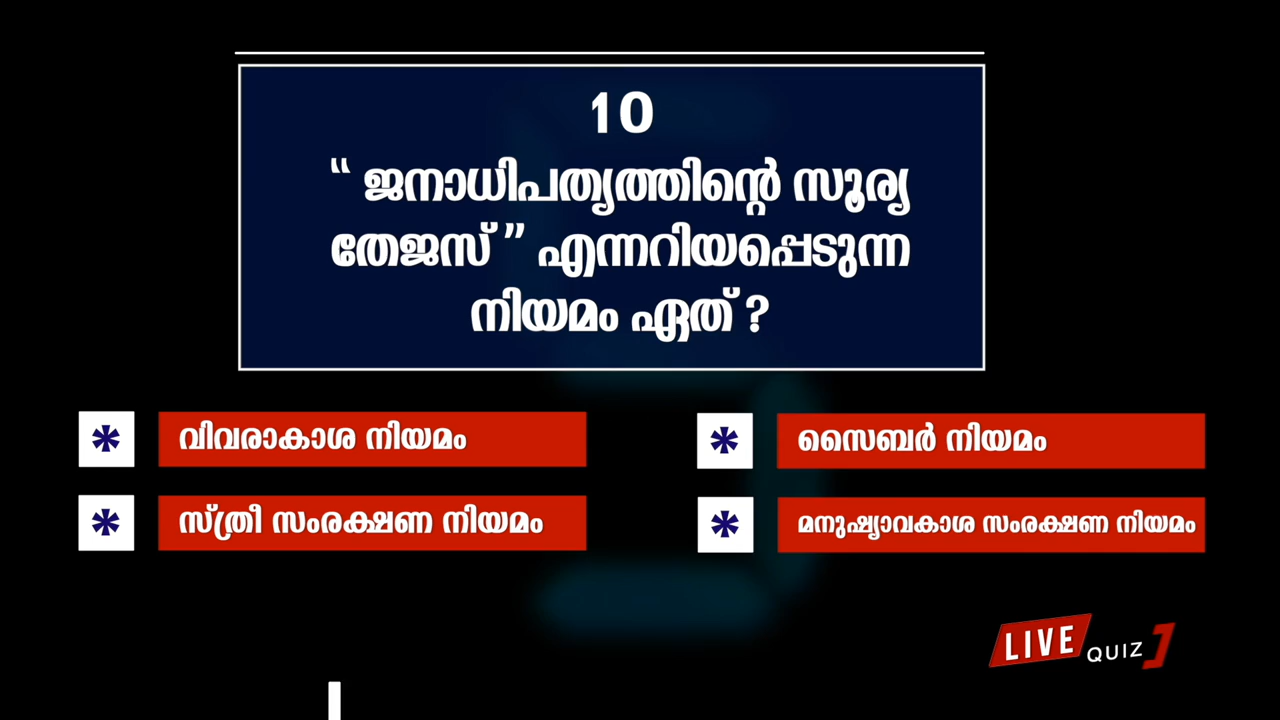 10
“ ജനാധിപത്യത്തിന്റെ സൂര്യ
തേജസ് ” എന്നറിയപ്പെടുന്ന
നിയമം ഏത് ?
* വിവരാകാശ നിയമം
* സൈബർ നിയമം
* സ്ത്രീ സംരക്ഷണ നിയമം
* മനുഷ്യാവകാശ സംരക്ഷണ നിയമം
LIVE QUIZ